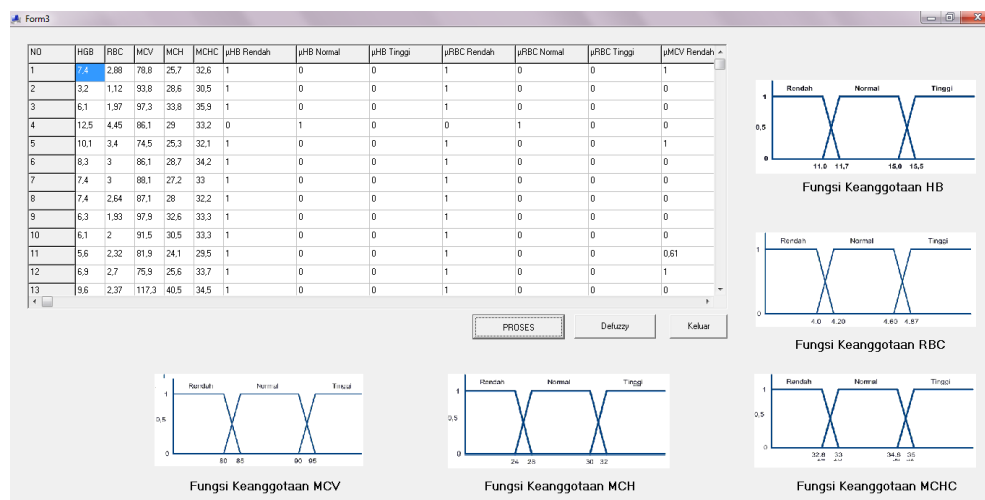 Form3
NO HGB RBC MCV MCH MCHC µHB Rendah µHB Normal µHB Tinggi µRBC Rendah µRBC Normal µRBC Tinggi µMCV Rendah
1 7,4 2,88 78,8 25,7 32,6 1 0 0 1 0 0 1
2 3,2 1,12 93,8 28,6 30,5 1 0 0 1 0 0 0
3 6,1 1,97 97,3 33,8 35,9 1 0 0 1 0 0 0
4 12,5 4,45 86,1 29 33,2 0 1 0 0 1 0 0
5 10,1 3,4 74,5 25,3 32,1 1 0 0 1 0 0 1
6 8,3 3 86,1 28,7 34,2 1 0 0 1 0 0 0
7 7,4 3 88,1 27,2 33 1 0 0 1 0 0 0
8 7,4 2,64 87,1 28 32,2 1 0 0 1 0 0 0
9 6,3 1,93 97,9 32,6 33,3 1 0 0 1 0 0 0
10 6,1 2 91,5 30,5 33,3 1 0 0 1 0 0 0
11 5,6 2,32 81,9 24,1 29,5 1 0 0 1 0 0 0,61
12 6,9 2,7 75,9 25,6 33,7 1 0 0 1 0 0 1
13 9,6 2,37 117,3 40,5 34,5 1 0 0 1 0 0 0
PROSES Defuzzy Keluar
Rendah Normal Tinggi
1
0,5
0
11,7
Fungsi Keanggotaan HB
Rendah Normal Tinggi
1
0
4.0 4.20 4.60 4.87
Fungsi Keanggotaan RBC
Rendah Normal Tinggi
1
0,5
0
80 85 90 95
Fungsi Keanggotaan MCV
Rendah Normal Tinggi
1
0,5
0
24 30 32
Fungsi Keanggotaan MCH
Rendah Normal Tinggi
1
0,5
0
32.8 33 35
Fungsi Keanggotaan MCHC